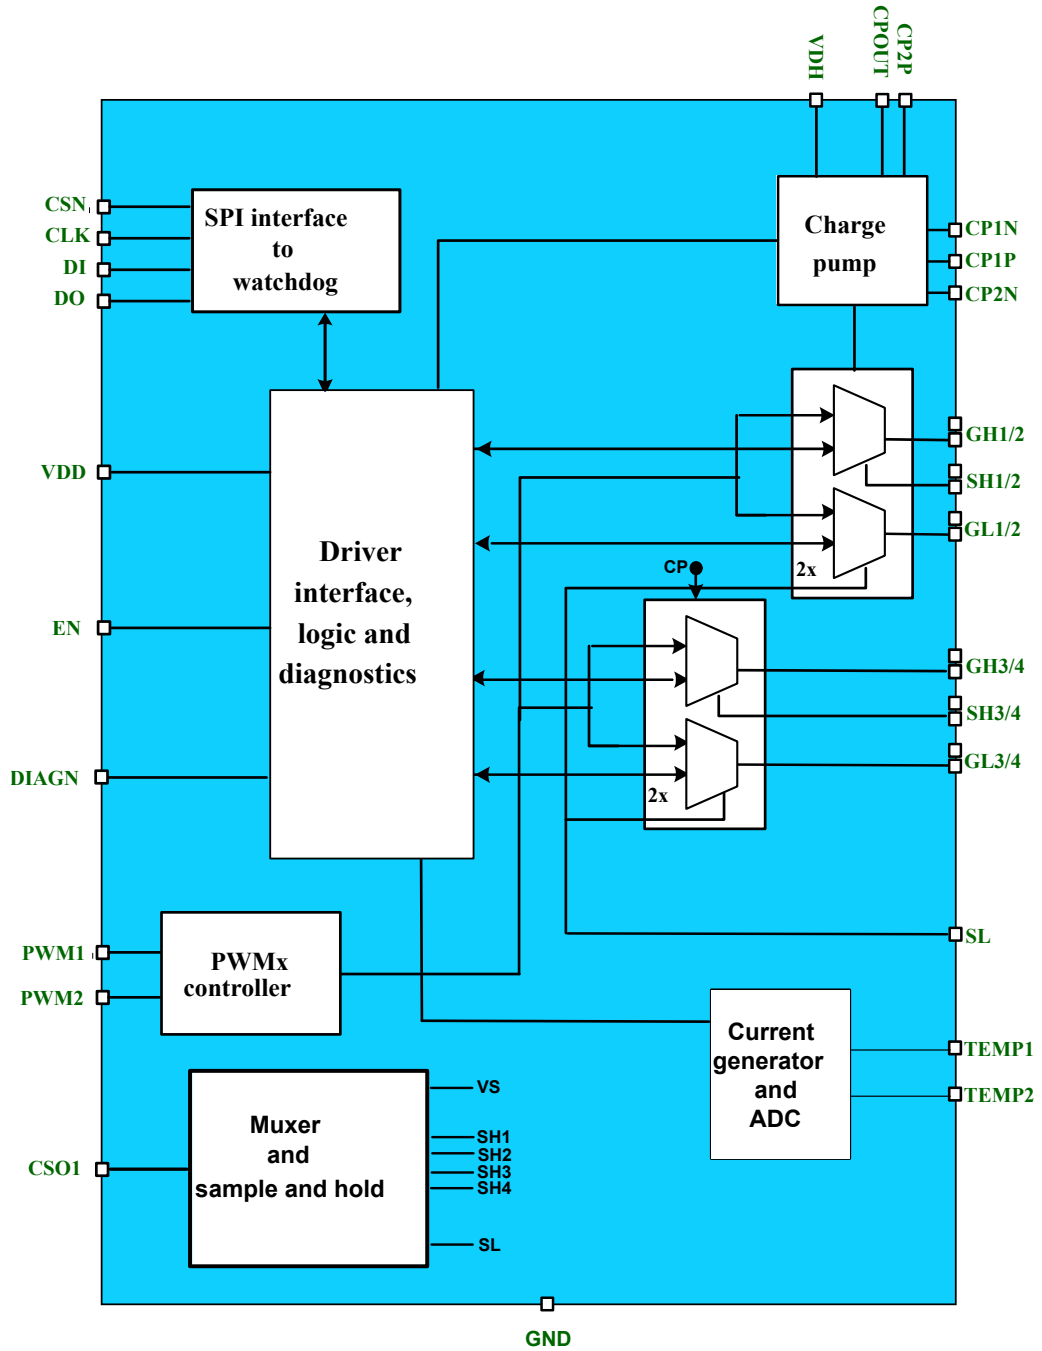 VDH
CPOUT
CP2P
CSN
CLK
DI
DO
SPI interface
to
watchdog
Charge
pump
CP1N
CP1P
CP2N
VDD
EN
DIAGN
Driver
interface,
logic and
diagnostics
GH1/2
SH1/2
GL1/2
2x
CP
GH3/4
SH3/4
GL3/4
2x
SL
PWM1
PWM2
PWMx
controller
Current
generator
and
ADC
TEMP1
TEMP2
CSO1
Muxer
and
sample and hold
VS
SH1
SH2
SH3
SH4
SL
GND